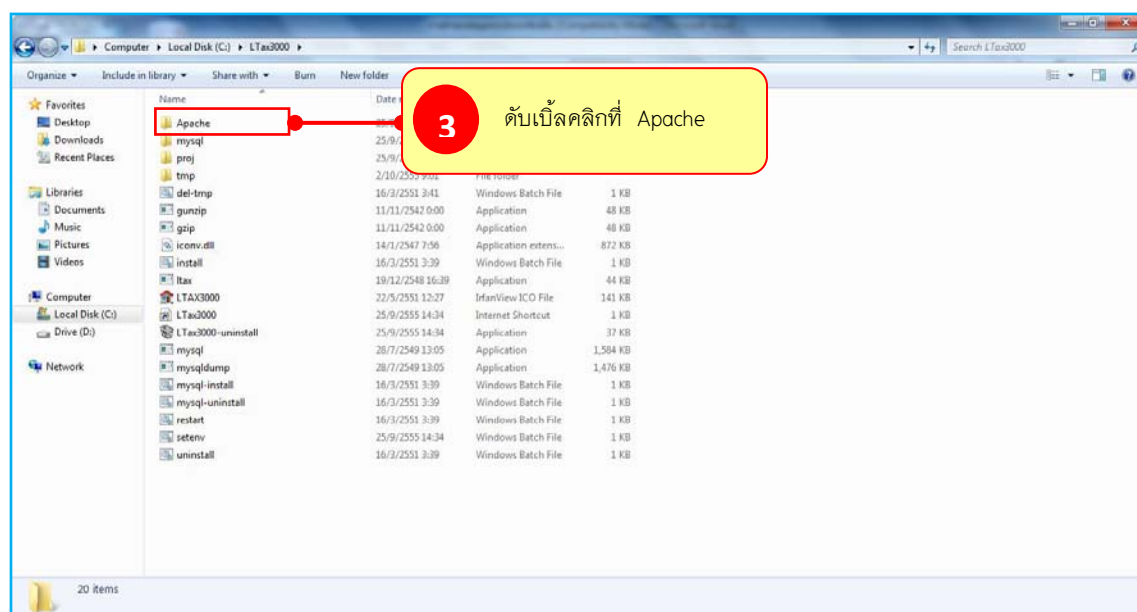 Computer ▸ Local Disk (C:) ▸ LTax3000 ▸
Search LTax3000
Organize Include in library Share with Burn New folder
Name Date
Favorites
Desktop
Downloads
Recent Places
Libraries
Documents
Music
Pictures
Videos
Computer
Local Disk (C:)
Drive (D:)
Network
3 ดับเบิ้ลคลิกที่ Apache
Apache
mysql 25/9/
proj 25/9/
tmp 2/10/2555 9:01 File folder
del-tmp 16/3/2551 3:41 Windows Batch File 1 KB
gunzip 11/11/2542 0:00 Application 48 KB
gzip 11/11/2542 0:00 Application 48 KB
iconv.dll 14/1/2547 7:56 Application extens... 872 KB
install 16/3/2551 3:39 Windows Batch File 1 KB
ltax 19/12/2548 16:39 Application 44 KB
LTAX3000 22/5/2551 12:27 IrfanView ICO File 141 KB
LTax3000 25/9/2555 14:34 Internet Shortcut 1 KB
LTax3000-uninstall 25/9/2555 14:34 Application 37 KB
mysql 28/7/2549 13:05 Application 1,584 KB
mysqldump 28/7/2549 13:05 Application 1,476 KB
mysql-install 16/3/2551 3:39 Windows Batch File 1 KB
mysql-uninstall 16/3/2551 3:39 Windows Batch File 1 KB
restart 16/3/2551 3:39 Windows Batch File 1 KB
setenv 25/9/2555 14:34 Windows Batch File 1 KB
uninstall 16/3/2551 3:39 Windows Batch File 1 KB
20 items